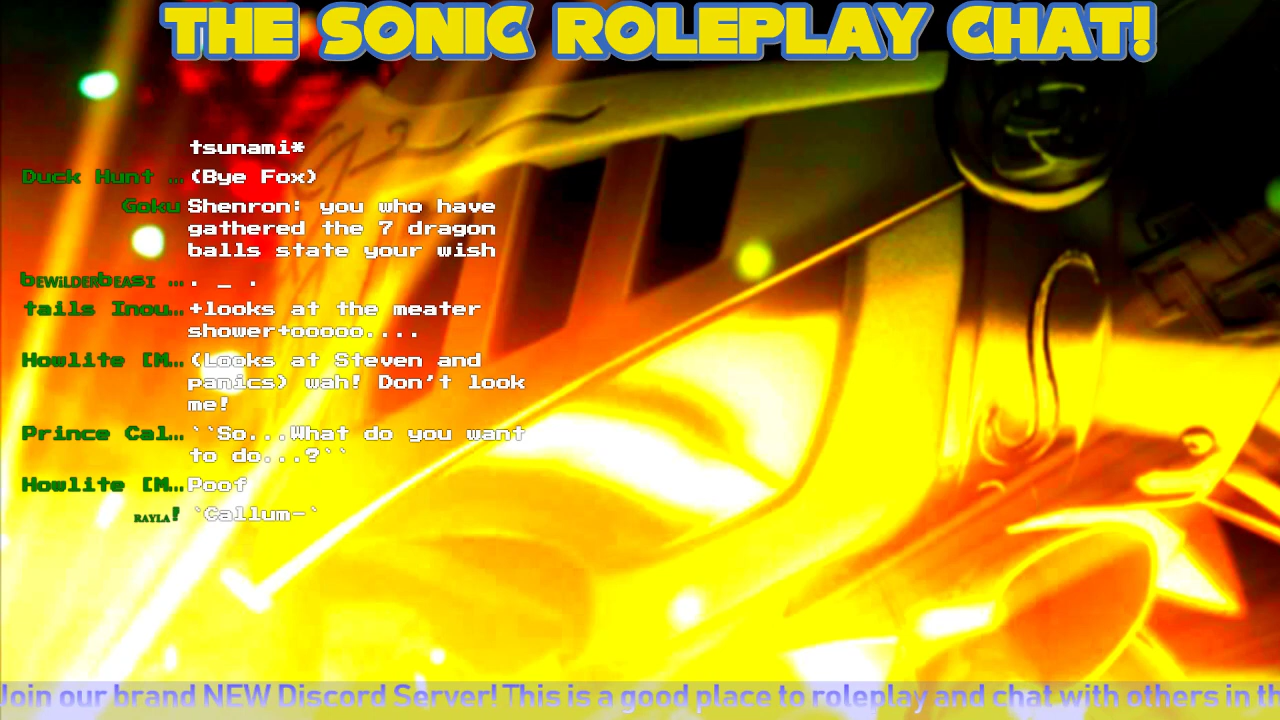 THE SONIC ROLEPLAY CHAT!
tsunami*
Duck Hunt ... (Bye Fox)
Goku Shenron: you who have
gathered the 7 dragon
balls state your wish
bEWiLDERbEAsI ... . _ .
tails Inou... +looks at the meater
shower+ooooo....
Howlite [M... (Looks at Steven and
panics) wah! Don't look
me!
Prince Cal... ``So...What do you want
to do...?``
Howlite [M... Poof
RAYLA! `Callum-`
Join our brand NEW Discord Server! This is a good place to roleplay and chat with others in th